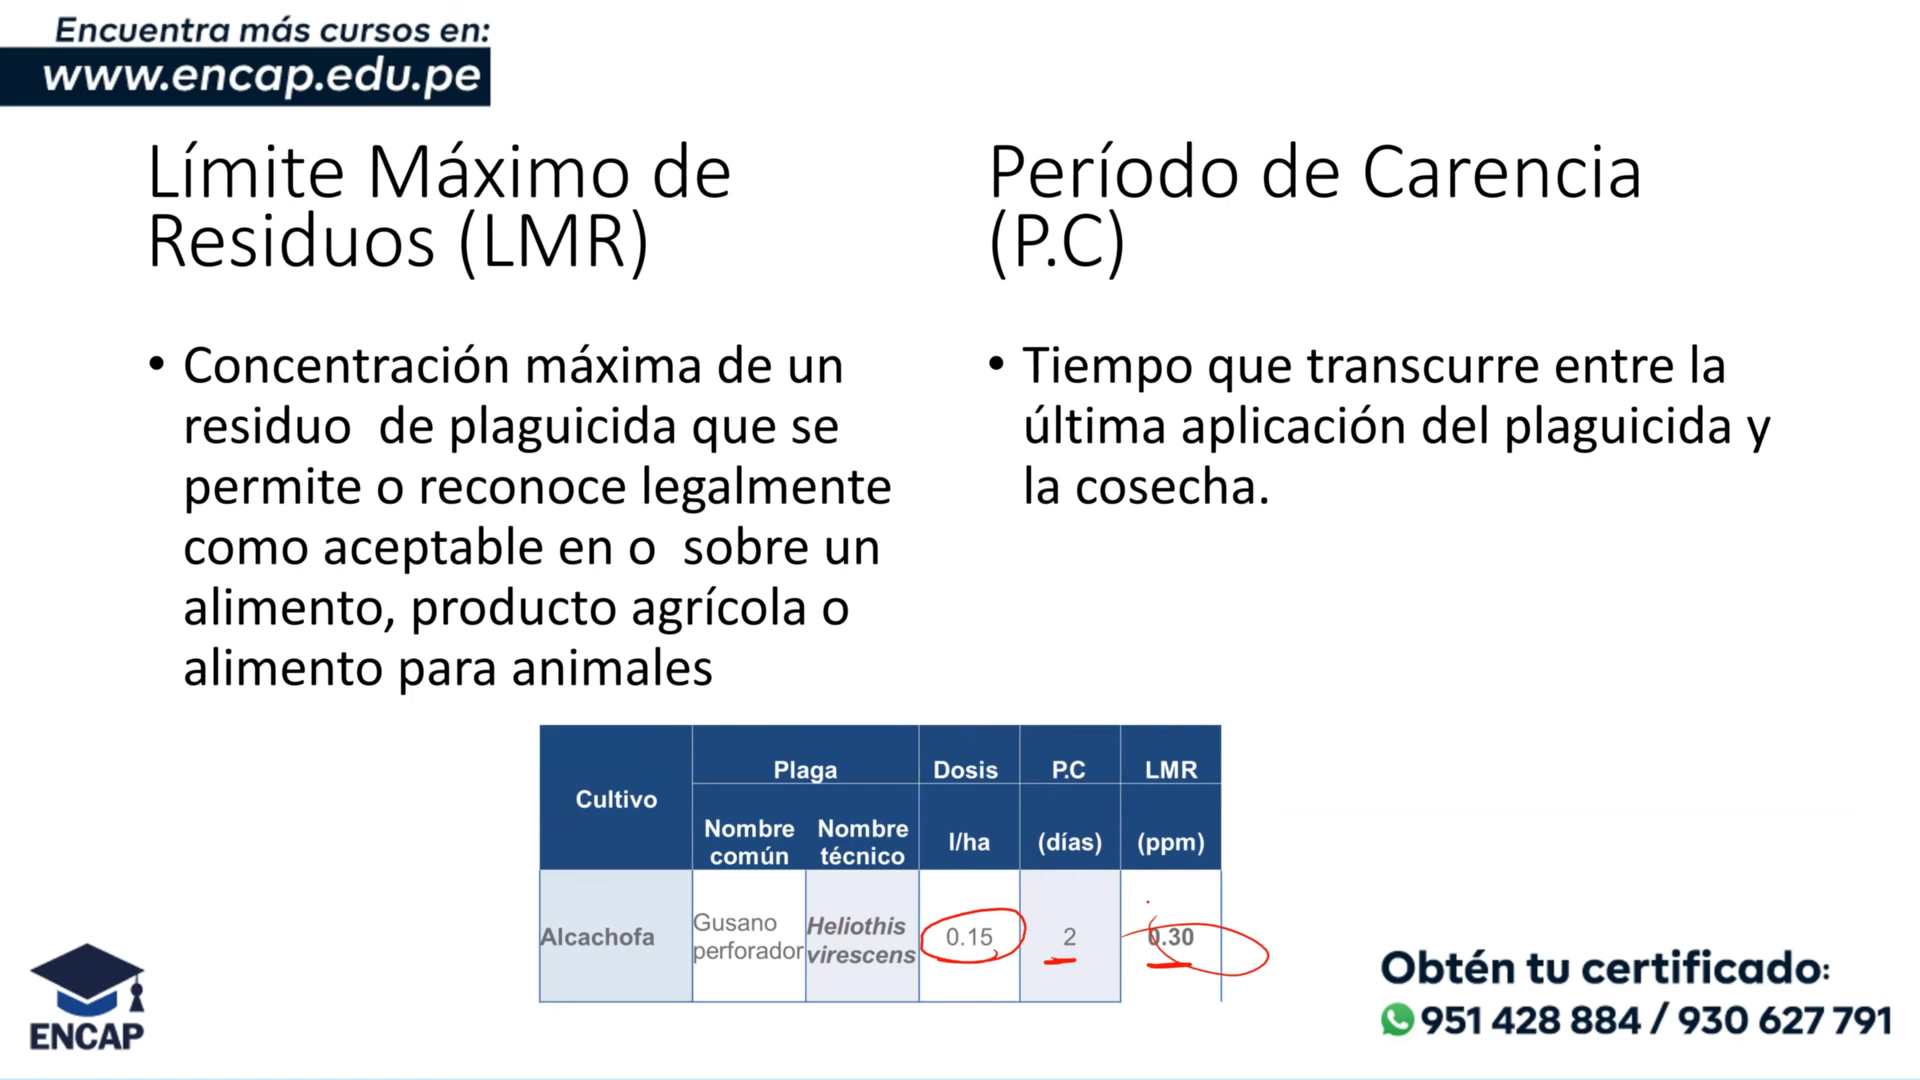 Encuentra más cursos en:
www.encap.edu.pe
Límite Máximo de
Residuos (LMR)
• Concentración máxima de un
residuo de plaguicida que se
permite o reconoce legalmente
como aceptable en o sobre un
alimento, producto agrícola o
alimento para animales
Período de Carencia
(P.C)
• Tiempo que transcurre entre la
última aplicación del plaguicida y
la cosecha.
Cultivo Plaga Dosis P.C LMR
Nombre común Nombre técnico l/ha (días) (ppm)
Alcachofa Gusano perforador Heliothis virescens 0.15 2 0.30
ENCAP
Obtén tu certificado:
951 428 884 / 930 627 791